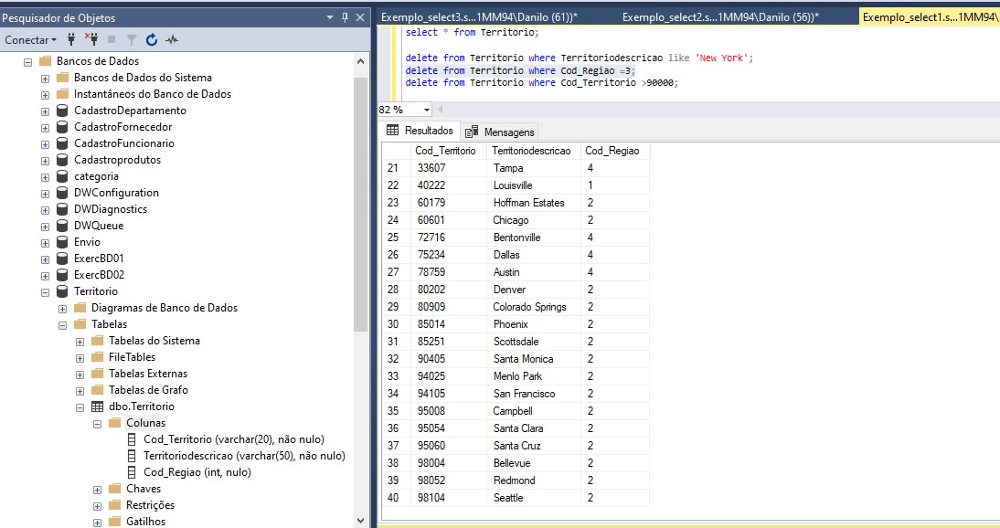 Pesquisador de Objetos
Conectar
Bancos de Dados
Bancos de Dados do Sistema
Instantâneos do Banco de Dados
CadastroDepartamento
CadastroFornecedor
CadastroFuncionario
Cadastroprodutos
categoria
DWConfiguration
DWDiagnostics
DWQueue
Envio
ExercBD01
ExercBD02
Territorio
Diagramas de Banco de Dados
Tabelas
Tabelas do Sistema
FileTables
Tabelas Externas
Tabelas de Grafo
dbo.Territorio
Colunas
Cod_Territorio (varchar(20), não nulo)
Territoriodescricao (varchar(50), não nulo)
Cod_Regiao (int, nulo)
Chaves
Restrições
Gatilhos
Exemplo_select3.s...1MM94\Danilo (61))* Exemplo_select2.s...1MM94\Danilo (56))* Exemplo_select1.s...1MM94\
select * from Territorio;
delete from Territorio where Territoriodescricao like 'New York';
delete from Territorio where Cod_Regiao =3;
delete from Territorio where Cod_Territorio >90000;
82 %
Resultados Mensagens
Cod_Territorio Territoriodescricao Cod_Regiao
21 33607 Tampa 4
22 40222 Louisville 1
23 60179 Hoffman Estates 2
24 60601 Chicago 2
25 72716 Bentonville 4
26 75234 Dallas 4
27 78759 Austin 4
28 80202 Denver 2
29 80909 Colorado Springs 2
30 85014 Phoenix 2
31 85251 Scottsdale 2
32 90405 Santa Monica 2
33 94025 Menlo Park 2
34 94105 San Francisco 2
35 95008 Campbell 2
36 95054 Santa Clara 2
37 95060 Santa Cruz 2
38 98004 Bellevue 2
39 98052 Redmond 2
40 98104 Seattle 2